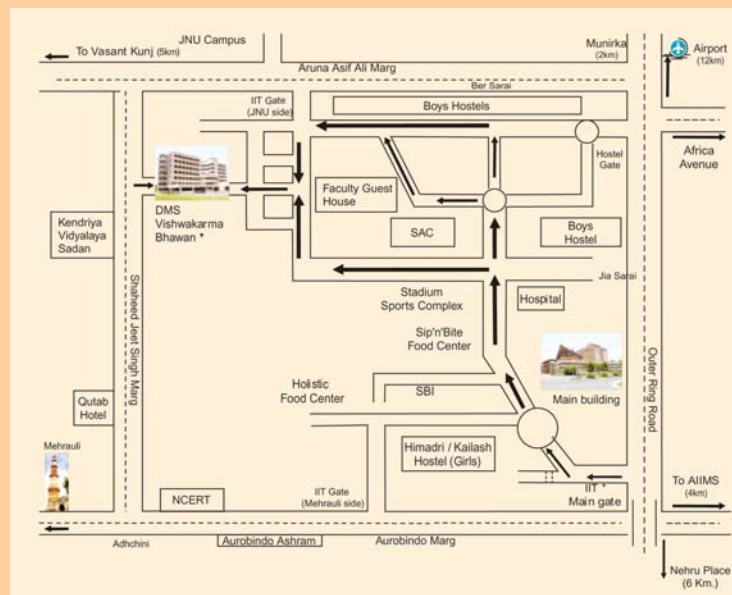 JNU Campus
To Vasant Kunj (5km)
Munirka
(2km)
Airport
(12km)
Aruna Asif Ali Marg
Ber Sarai
IIT Gate
(JNU side)
Boys Hostels
Africa
Avenue
Hostel
Gate
Faculty Guest
House
DMS
Vishwakarma
Bhawan *
Kendriya
Vidyalaya
Sadan
SAC
Boys
Hostel
Jia Sarai
Shaheed Jeet Singh Marg
Stadium
Sports Complex
Hospital
Sip'n'Bite
Food Center
Outer Ring Road
Holistic
Food Center
SBI
Main building
Qutab
Hotel
Mehrauli
Himadri / Kailash
Hostel (Girls)
To AIIMS
(4km)
NCERT
IIT Gate
(Mehrauli side)
IIT *
Main gate
Adhchini
Aurobindo Ashram
Aurobindo Marg
Nehru Place
(6 Km.)